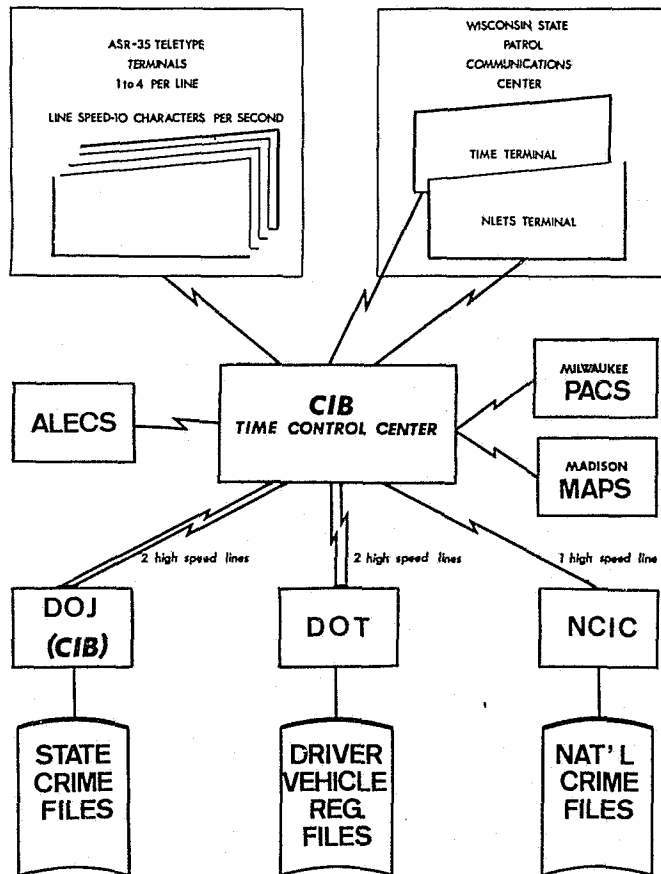 ASR-35 TELETYPE
TERMINALS
1 to 4 PER LINE
LINE SPEED-10 CHARACTERS PER SECOND
WISCONSIN STATE
PATROL
COMMUNICATIONS
CENTER
TIME TERMINAL
NLETS TERMINAL
ALECS
CIB
TIME CONTROL CENTER
MILWAUKEE
PACS
MADISON
MAPS
2 high speed lines
2 high speed lines
1 high speed line
DOJ
(CIB)
DOT
NCIC
STATE
CRIME
FILES
DRIVER
VEHICLE
REG.
FILES
NAT'L
CRIME
FILES